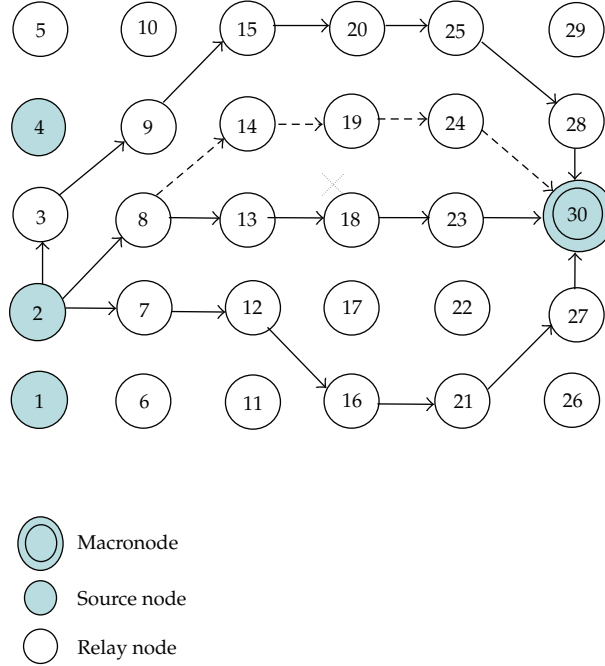 5 10 15 20 25 29
4 9 14 19 24 28
3 8 13 18 23 30
2 7 12 17 22 27
1 6 11 16 21 26
Macronode
Source node
Relay node